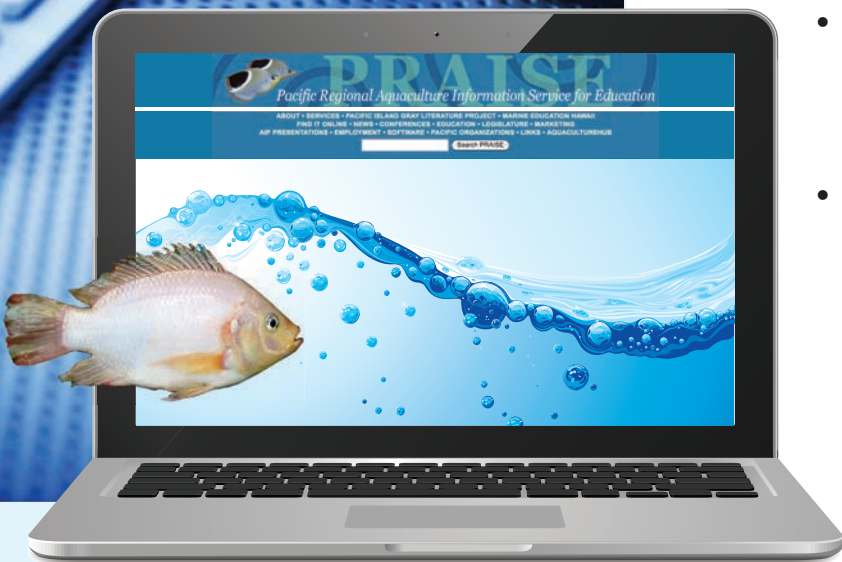 PRAISE
Pacific Regional Aquaculture Information Service for Education
ABOUT • SERVICES • PACIFIC ISLAND GRAY LITERATURE PROJECT • MARINE EDUCATION HAWAII
FIND IT ONLINE • NEWS • CONFERENCES • EDUCATION • LEGISLATURE • MARKETING
AIP PRESENTATIONS • EMPLOYMENT • SOFTWARE • PACIFIC ORGANIZATIONS • LINKS • AQUACULTUREHUB
Search PRAISE